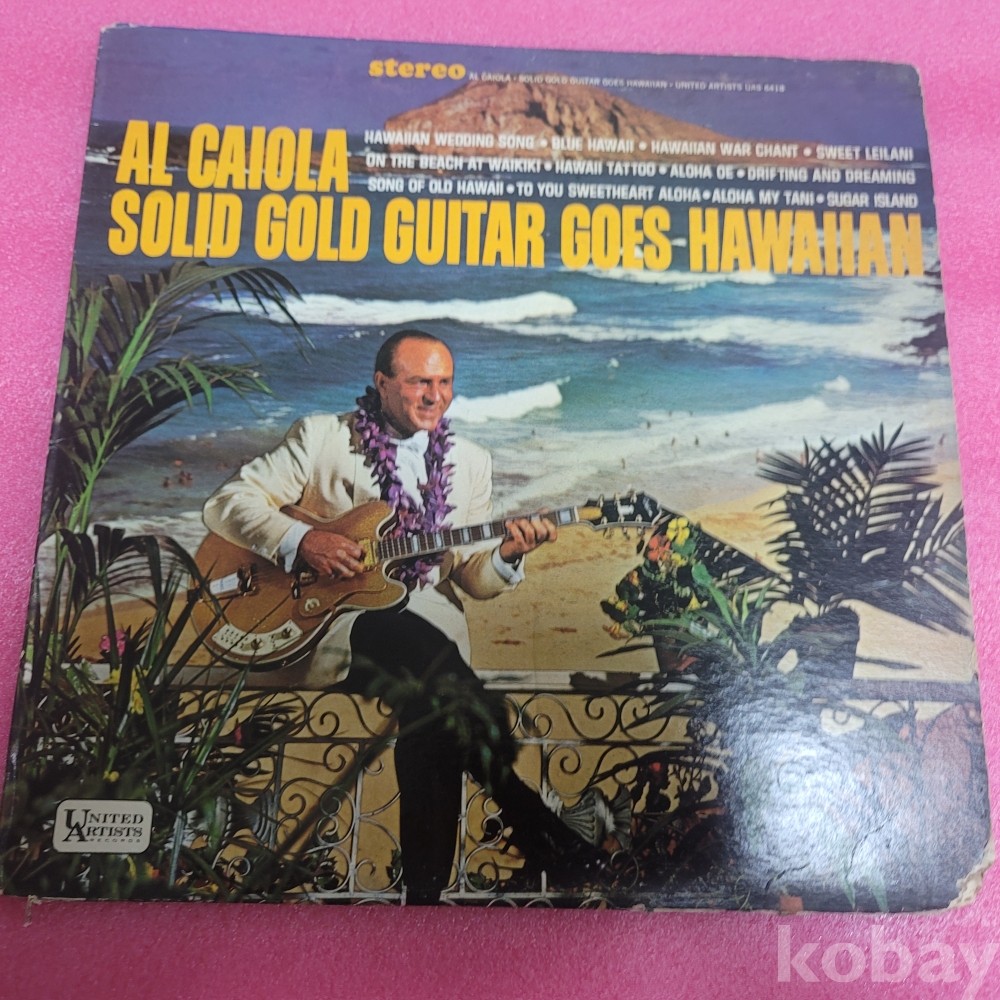 stereo
AL CAIOLA • SOLID GOLD GUITAR GOES HAWAIIAN • UNITED ARTISTS UAS 6418
AL CAIOLA
HAWAIIAN WEDDING SONG • BLUE HAWAII • HAWAIIAN WAR CHANT • SWEET LEILANI
ON THE BEACH AT WAIKIKI • HAWAII TATTOO • ALOHA OE • DRIFTING AND DREAMING
SONG OF OLD HAWAII • TO YOU SWEETHEART ALOHA • ALOHA MY TANI • SUGAR ISLAND
SOLID GOLD GUITAR GOES HAWAIIAN
UNITED
ARTISTS
RECORDS
kobay